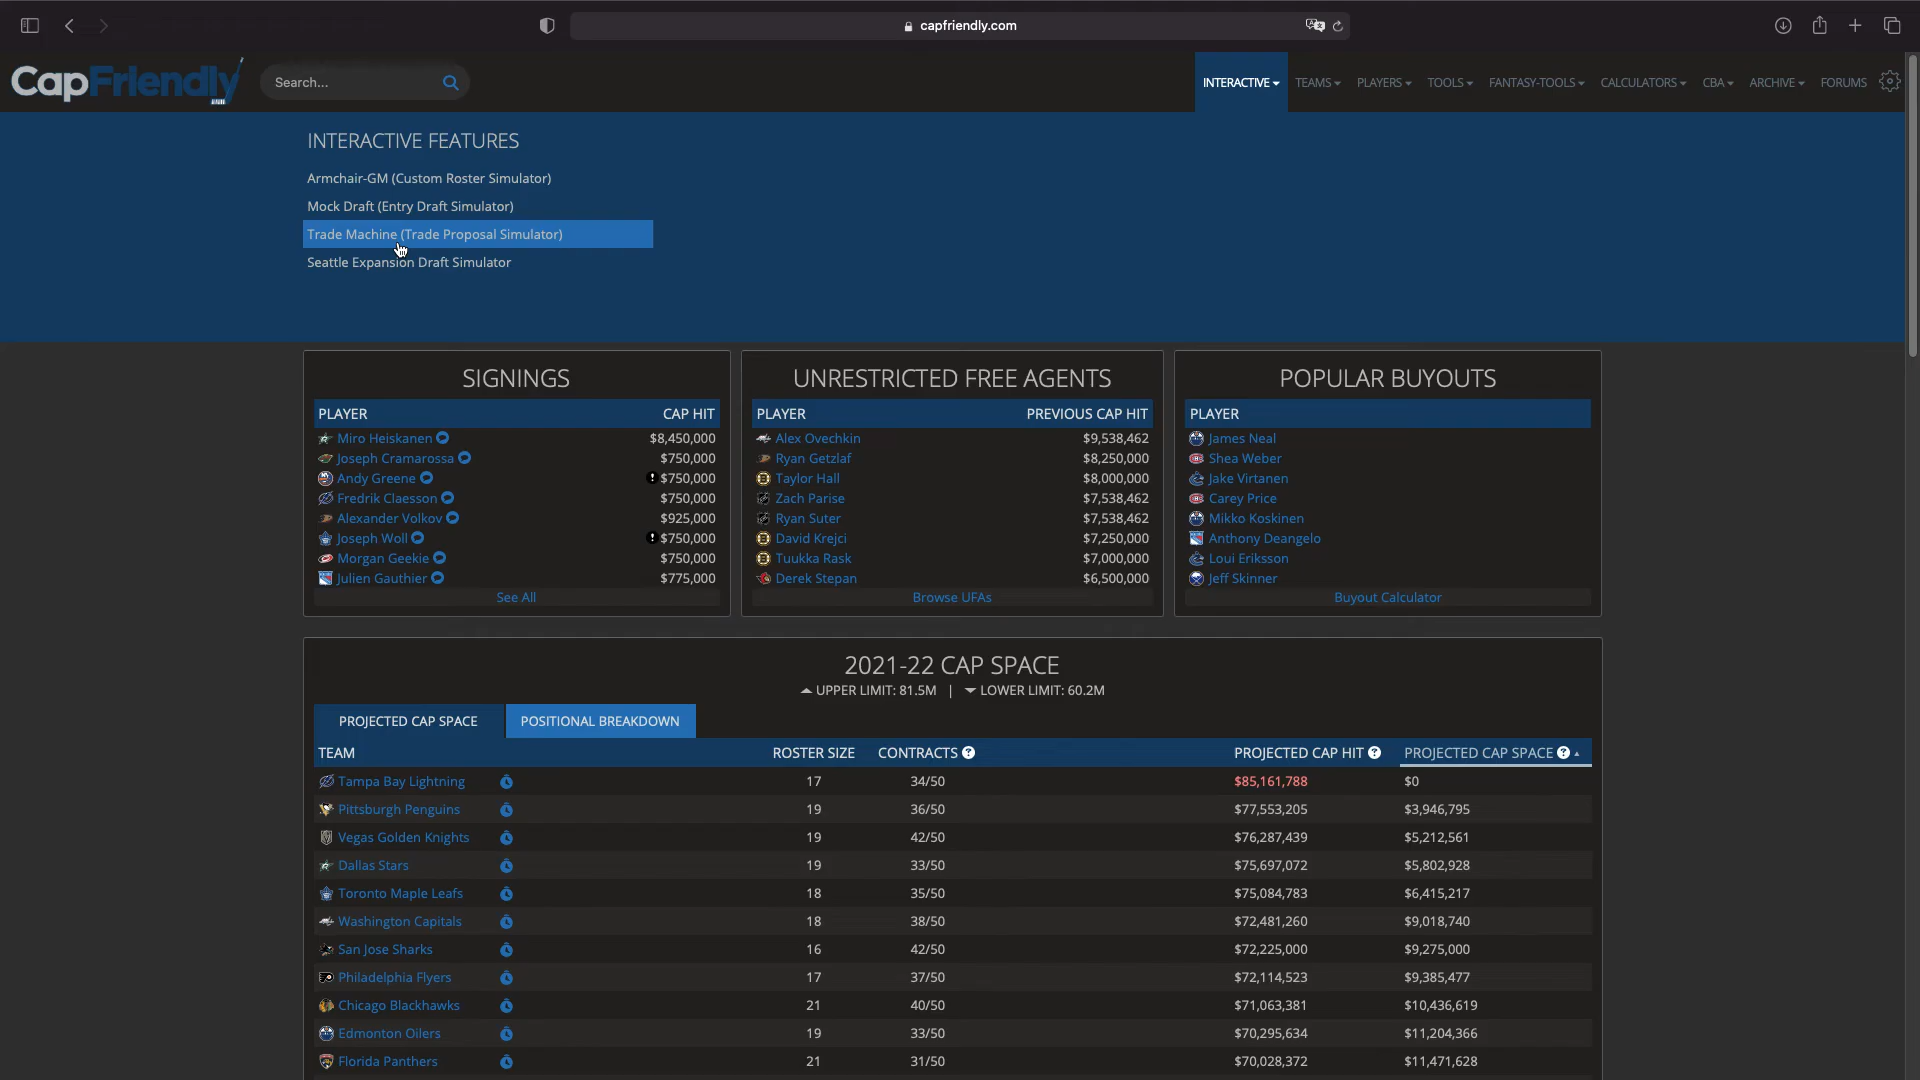 capfriendly.com
CapFriendly
Search...
INTERACTIVE
TEAMS
PLAYERS
TOOLS
FANTASY-TOOLS
CALCULATORS
CBA
ARCHIVE
FORUMS
INTERACTIVE FEATURES
Armchair-GM (Custom Roster Simulator)
Mock Draft (Entry Draft Simulator)
Trade Machine (Trade Proposal Simulator)
Seattle Expansion Draft Simulator
SIGNINGS
PLAYER CAP HIT
Miro Heiskanen $8,450,000
Joseph Cramarossa $750,000
Andy Greene $750,000
Fredrik Claesson $750,000
Alexander Volkov $925,000
Joseph Woll $750,000
Morgan Geekie $750,000
Julien Gauthier $775,000
See All
UNRESTRICTED FREE AGENTS
PLAYER PREVIOUS CAP HIT
Alex Ovechkin $9,538,462
Ryan Getzlaf $8,250,000
Taylor Hall $8,000,000
Zach Parise $7,538,462
Ryan Suter $7,538,462
David Krejci $7,250,000
Tuukka Rask $7,000,000
Derek Stepan $6,500,000
Browse UFAs
POPULAR BUYOUTS
PLAYER
James Neal
Shea Weber
Jake Virtanen
Carey Price
Mikko Koskinen
Anthony Deangelo
Loui Eriksson
Jeff Skinner
Buyout Calculator
2021-22 CAP SPACE
UPPER LIMIT: 81.5M | LOWER LIMIT: 60.2M
PROJECTED CAP SPACE POSITIONAL BREAKDOWN
TEAM ROSTER SIZE CONTRACTS PROJECTED CAP HIT PROJECTED CAP SPACE
Tampa Bay Lightning 17 34/50 $85,161,788 $0
Pittsburgh Penguins 19 36/50 $77,553,205 $3,946,795
Vegas Golden Knights 19 42/50 $76,287,439 $5,212,561
Dallas Stars 19 33/50 $75,697,072 $5,802,928
Toronto Maple Leafs 18 35/50 $75,084,783 $6,415,217
Washington Capitals 18 38/50 $72,481,260 $9,018,740
San Jose Sharks 16 42/50 $72,225,000 $9,275,000
Philadelphia Flyers 17 37/50 $72,114,523 $9,385,477
Chicago Blackhawks 21 40/50 $71,063,381 $10,436,619
Edmonton Oilers 19 33/50 $70,295,634 $11,204,366
Florida Panthers 21 31/50 $70,028,372 $11,471,628